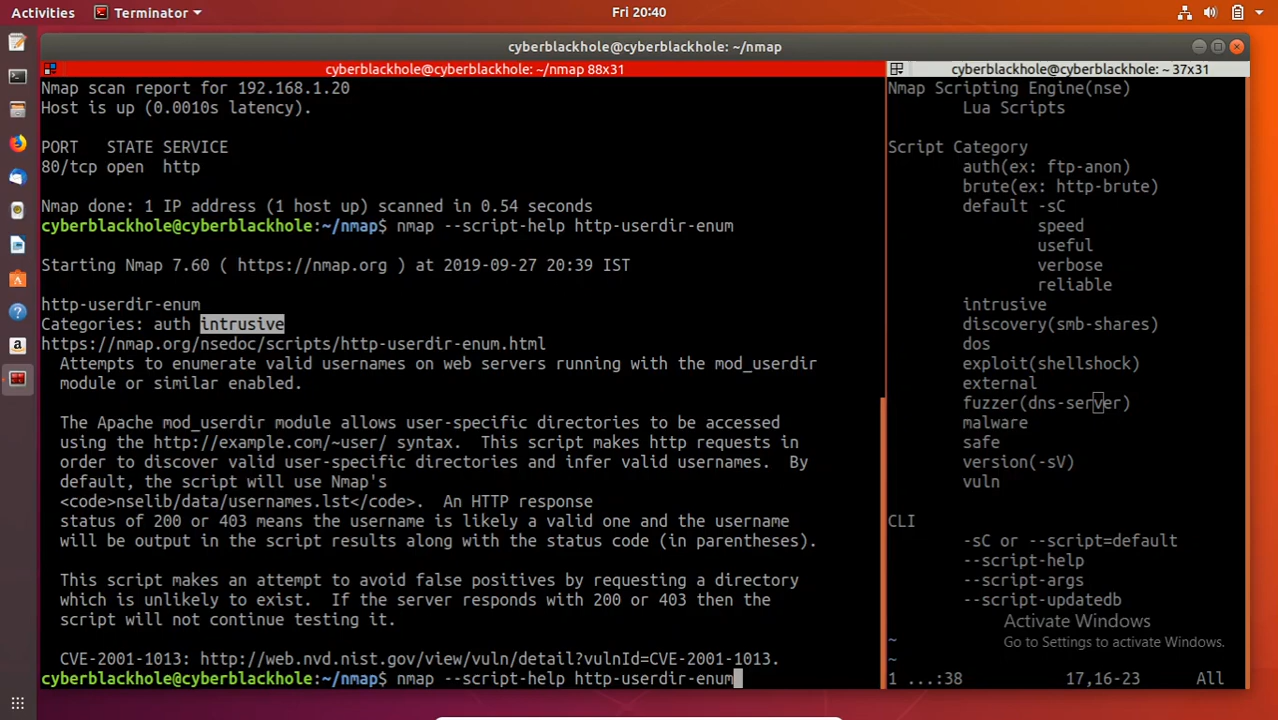 Activities
Terminator
Fri 20:40
cyberblackhole@cyberblackhole: ~/nmap
cyberblackhole@cyberblackhole: ~/nmap 88x31
Nmap scan report for 192.168.1.20
Host is up (0.0010s latency).
PORT   STATE SERVICE
80/tcp open  http
Nmap done: 1 IP address (1 host up) scanned in 0.54 seconds
cyberblackhole@cyberblackhole:~/nmap$ nmap --script-help http-userdir-enum
Starting Nmap 7.60 ( https://nmap.org ) at 2019-09-27 20:39 IST
http-userdir-enum
Categories: auth intrusive
https://nmap.org/nsedoc/scripts/http-userdir-enum.html
Attempts to enumerate valid usernames on web servers running with the mod_userdir
module or similar enabled.
The Apache mod_userdir module allows user-specific directories to be accessed
using the http://example.com/~user/ syntax.  This script makes http requests in
order to discover valid user-specific directories and infer valid usernames.  By
default, the script will use Nmap's
<code>nselib/data/usernames.lst</code>.  An HTTP response
status of 200 or 403 means the username is likely a valid one and the username
will be output in the script results along with the status code (in parentheses).
This script makes an attempt to avoid false positives by requesting a directory
which is unlikely to exist.  If the server responds with 200 or 403 then the
script will not continue testing it.
CVE-2001-1013: http://web.nvd.nist.gov/view/vuln/detail?vulnId=CVE-2001-1013.
cyberblackhole@cyberblackhole:~/nmap$ nmap --script-help http-userdir-enum
cyberblackhole@cyberblackhole: ~ 37x31
Nmap Scripting Engine(nse)
Lua Scripts
Script Category
auth(ex: ftp-anon)
brute(ex: http-brute)
default -sC
speed
useful
verbose
reliable
intrusive
discovery(smb-shares)
dos
exploit(shellshock)
external
fuzzer(dns-server)
malware
safe
version(-sV)
vuln
CLI
-sC or --script=default
--script-help
--script-args
--script-updatedb
Activate Windows
~
Go to Settings to activate Windows.
~
1 ...:38
17,16-23
All